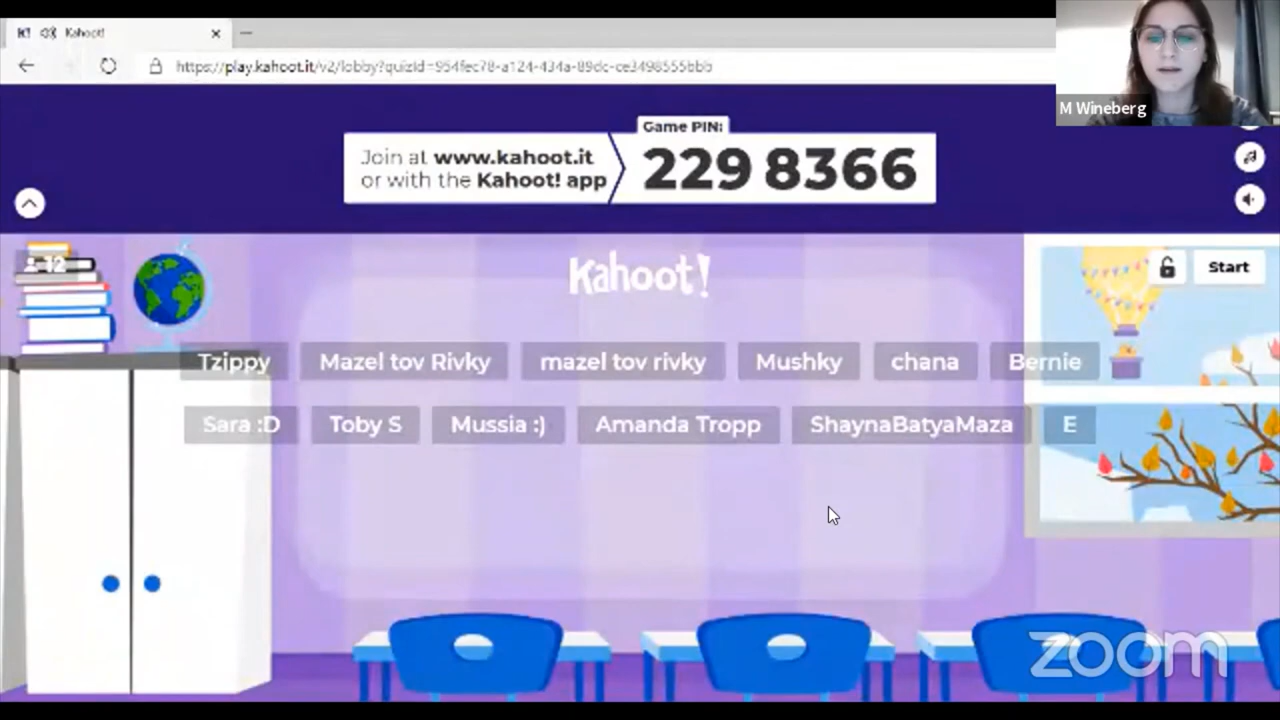 K! Kahoot!
https://play.kahoot.it/v2/lobby?quizId=954fec78-a124-434a-89dc-ce3498555bbb
M Wineberg
Game PIN:
Join at www.kahoot.it
or with the Kahoot! app
229 8366
12
Kahoot!
Start
Tzippy Mazel tov Rivky mazel tov rivky Mushky chana Bernie
Sara :D Toby S Mussia :) Amanda Tropp ShaynaBatyaMaza E
zoom